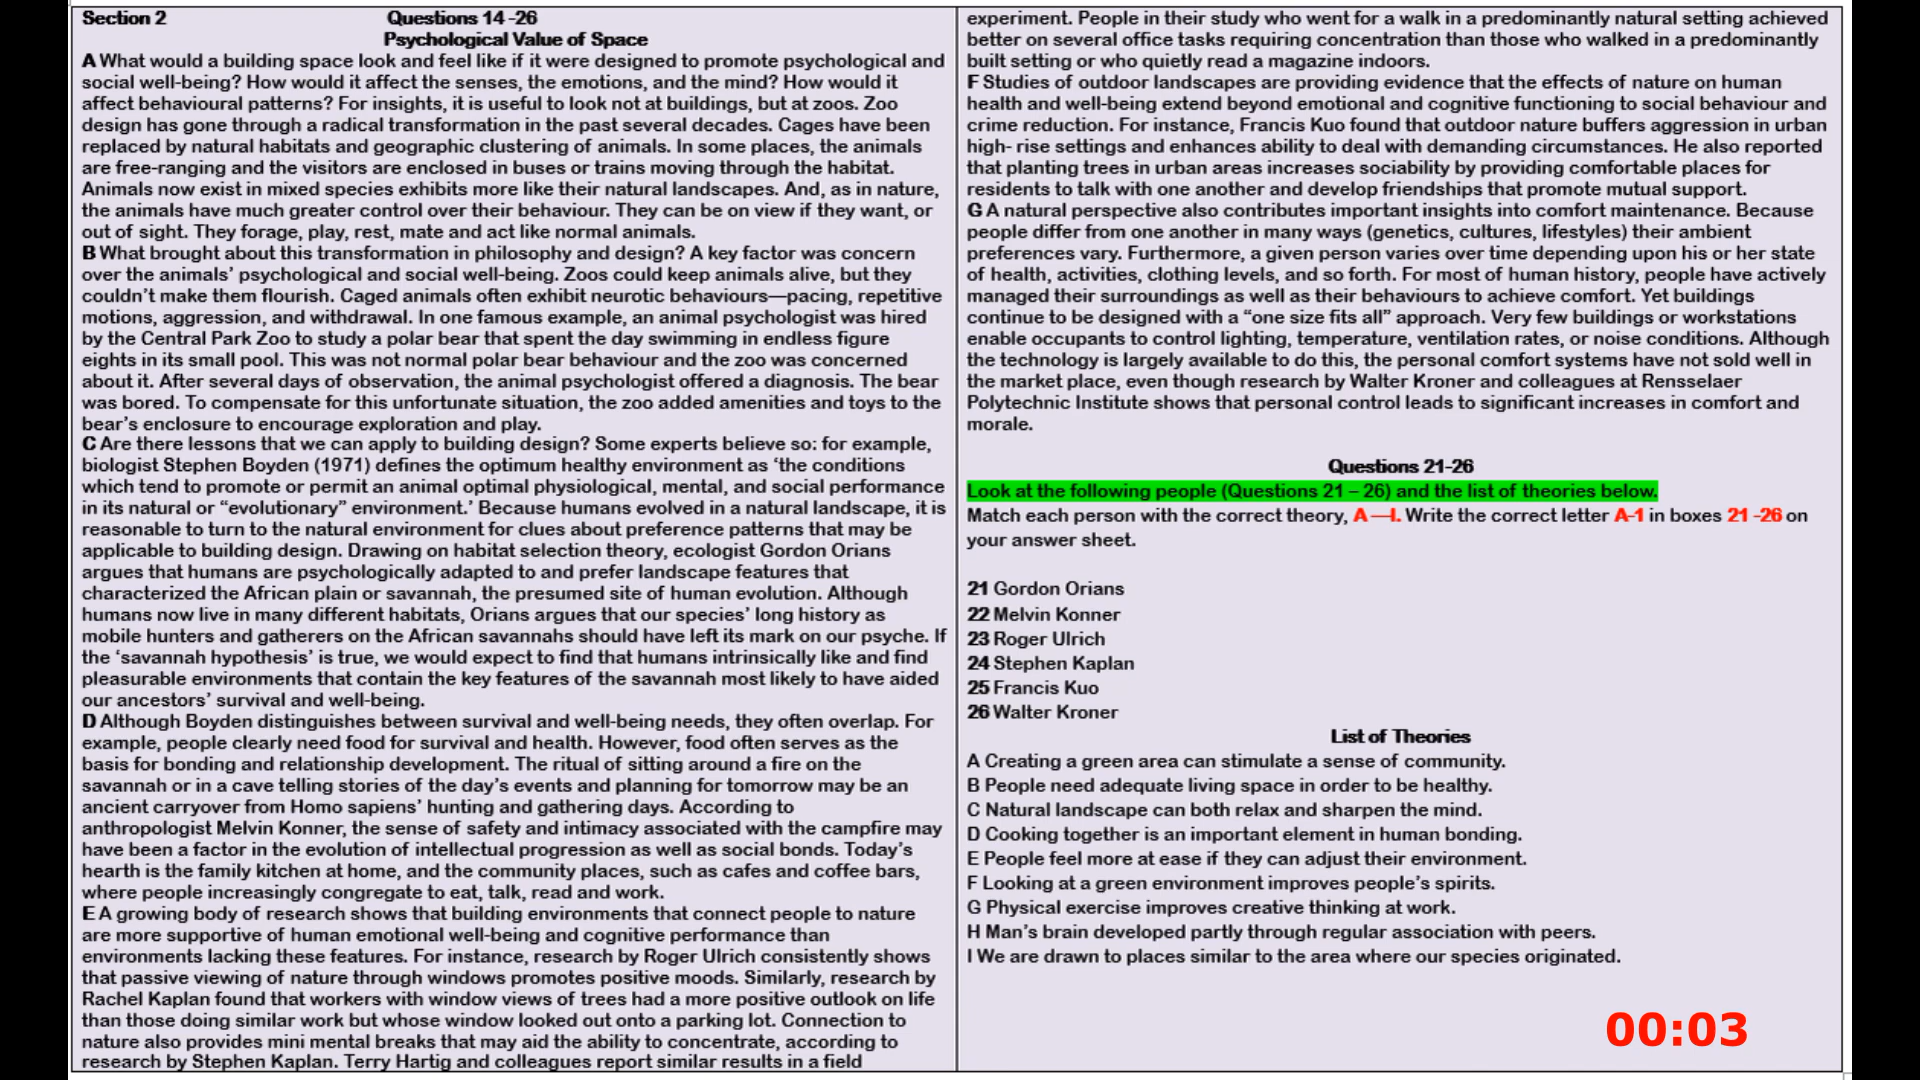 Section 2 Questions 14 -26
Psychological Value of Space
A What would a building space look and feel like if it were designed to promote psychological and
social well-being? How would it affect the senses, the emotions, and the mind? How would it
affect behavioural patterns? For insights, it is useful to look not at buildings, but at zoos. Zoo
design has gone through a radical transformation in the past several decades. Cages have been
replaced by natural habitats and geographic clustering of animals. In some places, the animals
are free-ranging and the visitors are enclosed in buses or trains moving through the habitat.
Animals now exist in mixed species exhibits more like their natural landscapes. And, as in nature,
the animals have much greater control over their behaviour. They can be on view if they want, or
out of sight. They forage, play, rest, mate and act like normal animals.
B What brought about this transformation in philosophy and design? A key factor was concern
over the animals’ psychological and social well-being. Zoos could keep animals alive, but they
couldn’t make them flourish. Caged animals often exhibit neurotic behaviours—pacing, repetitive
motions, aggression, and withdrawal. In one famous example, an animal psychologist was hired
by the Central Park Zoo to study a polar bear that spent the day swimming in endless figure
eights in its small pool. This was not normal polar bear behaviour and the zoo was concerned
about it. After several days of observation, the animal psychologist offered a diagnosis. The bear
was bored. To compensate for this unfortunate situation, the zoo added amenities and toys to the
bear’s enclosure to encourage exploration and play.
C Are there lessons that we can apply to building design? Some experts believe so: for example,
biologist Stephen Boyden (1971) defines the optimum healthy environment as ‘the conditions
which tend to promote or permit an animal optimal physiological, mental, and social performance
in its natural or “evolutionary” environment.’ Because humans evolved in a natural landscape, it is
reasonable to turn to the natural environment for clues about preference patterns that may be
applicable to building design. Drawing on habitat selection theory, ecologist Gordon Orians
argues that humans are psychologically adapted to and prefer landscape features that
characterized the African plain or savannah, the presumed site of human evolution. Although
humans now live in many different habitats, Orians argues that our species’ long history as
mobile hunters and gatherers on the African savannahs should have left its mark on our psyche. If
the ‘savannah hypothesis’ is true, we would expect to find that humans intrinsically like and find
pleasurable environments that contain the key features of the savannah most likely to have aided
our ancestors’ survival and well-being.
D Although Boyden distinguishes between survival and well-being needs, they often overlap. For
example, people clearly need food for survival and health. However, food often serves as the
basis for bonding and relationship development. The ritual of sitting around a fire on the
savannah or in a cave telling stories of the day’s events and planning for tomorrow may be an
ancient carryover from Homo sapiens’ hunting and gathering days. According to
anthropologist Melvin Konner, the sense of safety and intimacy associated with the campfire may
have been a factor in the evolution of intellectual progression as well as social bonds. Today’s
hearth is the family kitchen at home, and the community places, such as cafes and coffee bars,
where people increasingly congregate to eat, talk, read and work.
E A growing body of research shows that building environments that connect people to nature
are more supportive of human emotional well-being and cognitive performance than
environments lacking these features. For instance, research by Roger Ulrich consistently shows
that passive viewing of nature through windows promotes positive moods. Similarly, research by
Rachel Kaplan found that workers with window views of trees had a more positive outlook on life
than those doing similar work but whose window looked out onto a parking lot. Connection to
nature also provides mini mental breaks that may aid the ability to concentrate, according to
research by Stephen Kaplan. Terry Hartig and colleagues report similar results in a field
experiment. People in their study who went for a walk in a predominantly natural setting achieved
better on several office tasks requiring concentration than those who walked in a predominantly
built setting or who quietly read a magazine indoors.
F Studies of outdoor landscapes are providing evidence that the effects of nature on human
health and well-being extend beyond emotional and cognitive functioning to social behaviour and
crime reduction. For instance, Francis Kuo found that outdoor nature buffers aggression in urban
high- rise settings and enhances ability to deal with demanding circumstances. He also reported
that planting trees in urban areas increases sociability by providing comfortable places for
residents to talk with one another and develop friendships that promote mutual support.
G A natural perspective also contributes important insights into comfort maintenance. Because
people differ from one another in many ways (genetics, cultures, lifestyles) their ambient
preferences vary. Furthermore, a given person varies over time depending upon his or her state
of health, activities, clothing levels, and so forth. For most of human history, people have actively
managed their surroundings as well as their behaviours to achieve comfort. Yet buildings
continue to be designed with a “one size fits all” approach. Very few buildings or workstations
enable occupants to control lighting, temperature, ventilation rates, or noise conditions. Although
the technology is largely available to do this, the personal comfort systems have not sold well in
the market place, even though research by Walter Kroner and colleagues at Rensselaer
Polytechnic Institute shows that personal control leads to significant increases in comfort and
morale.
Questions 21-26
Look at the following people (Questions 21 – 26) and the list of theories below.
Match each person with the correct theory, A —I. Write the correct letter A-1 in boxes 21 -26 on
your answer sheet.
21 Gordon Orians
22 Melvin Konner
23 Roger Ulrich
24 Stephen Kaplan
25 Francis Kuo
26 Walter Kroner
List of Theories
A Creating a green area can stimulate a sense of community.
B People need adequate living space in order to be healthy.
C Natural landscape can both relax and sharpen the mind.
D Cooking together is an important element in human bonding.
E People feel more at ease if they can adjust their environment.
F Looking at a green environment improves people’s spirits.
G Physical exercise improves creative thinking at work.
H Man’s brain developed partly through regular association with peers.
I We are drawn to places similar to the area where our species originated.
00:03